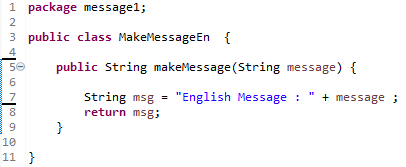 1 package message1;
2
3 public class MakeMessageEn  {
4
5     public String makeMessage(String message) {
6
7         String msg = "English Message : " + message ;
8         return msg;
9     }
10
11 }